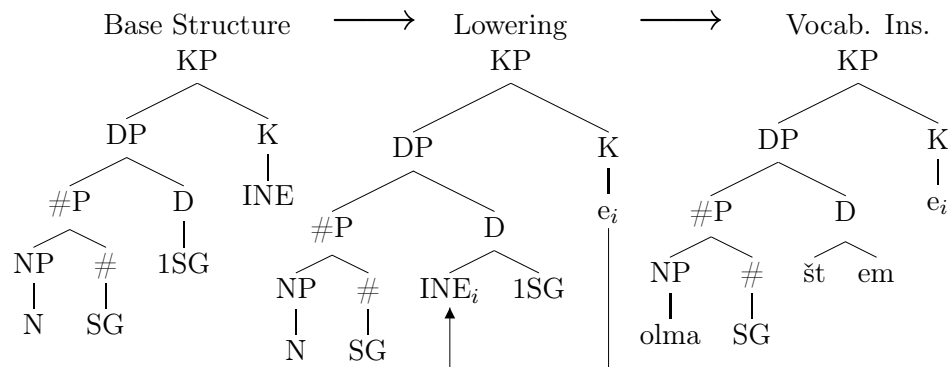 Base Structure → Lowering → Vocab. Ins.
KP KP KP
DP K DP K DP K
#P D INE #P D e_i #P D e_i
NP # 1SG NP # INE_i 1SG NP # št em
N SG N SG olma SG